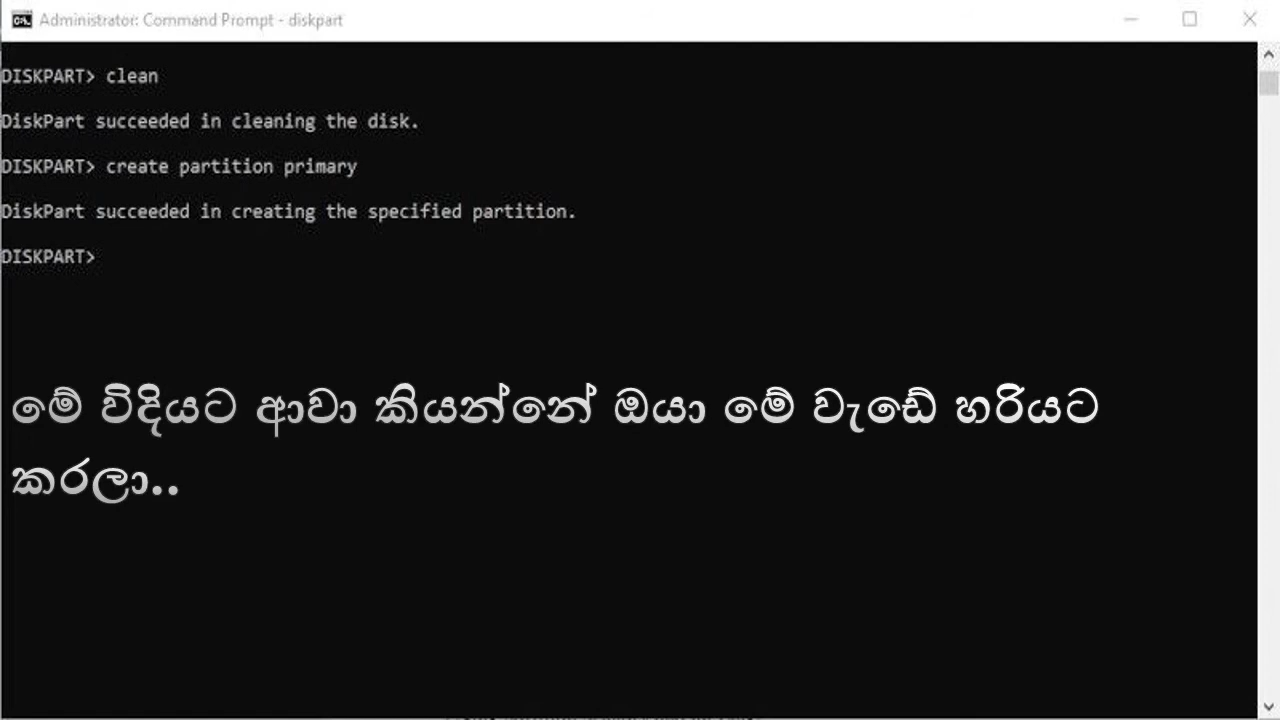 Administrator: Command Prompt - diskpart
DISKPART> clean
DiskPart succeeded in cleaning the disk.
DISKPART> create partition primary
DiskPart succeeded in creating the specified partition.
DISKPART>
මේ විදියට ආවා කියන්නේ ඔයා මේ වැඩේ හරියට
කරලා..